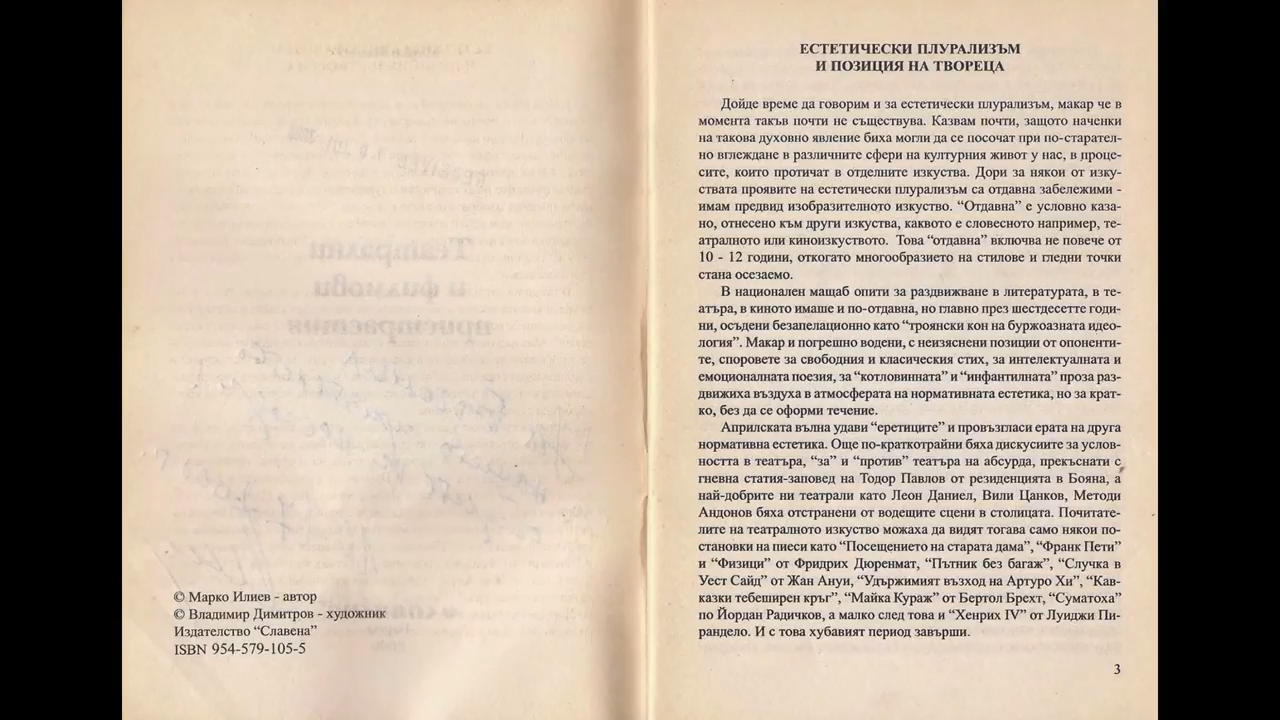 © Марко Илиев - автор
© Владимир Димитров - художник
Издателство “Славена”
ISBN 954-579-105-5
ЕСТЕТИЧЕСКИ ПЛУРАЛИЗЪМ
И ПОЗИЦИЯ НА ТВОРЕЦА
Дойде време да говорим и за естетически плурализъм, макар че в
момента такъв почти не съществува. Казвам почти, защото наченки
на такова духовно явление биха могли да се посочат при по-старател-
но вглеждане в различните сфери на културния живот у нас, в проце-
сите, които протичат в отделните изкуства. Дори за някои от изку-
ствата проявите на естетически плурализъм са отдавна забележими -
имам предвид изобразителното изкуство. “Отдавна” е условно каза-
но, отнесено към други изкуства, каквото е словесното например, те-
атралното или киноизкуството. Това “отдавна” включва не повече от
10 - 12 години, откогато многообразието на стилове и гледни точки
стана осезаемо.
В национален мащаб опити за раздвижване в литературата, в те-
атъра, в киното имаше и по-отдавна, но главно през шестдесетте годи-
ни, осъдени безапелационно като “троянски кон на буржоазната идео-
логия”. Макар и погрешно водени, с неизяснени позиции от опоненти-
те, споровете за свободния и класическия стих, за интелектуалната и
емоционалната поезия, за “котловинната” и “инфантилната” проза раз-
движиха въздуха в атмосферата на нормативната естетика, но за крат-
ко, без да се оформи течение.
Априлската вълна удави “еретиците” и провъзгласи ерата на друга
нормативна естетика. Още по-краткотрайни бяха дискусиите за услов-
ността в театъра, “за” и “против” театъра на абсурда, прекъснати с
гневна статия-заповед на Тодор Павлов от резиденцията в Бояна, а
най-добрите ни театрали като Леон Даниел, Вили Цанков, Методи
Андонов бяха отстранени от водещите сцени в столицата. Почитате-
лите на театралното изкуство можаха да видят тогава само някои по-
становки на пиеси като “Посещението на старата дама”, “Франк Пети”
и “Физици” от Фридрих Дюренмат, “Пътник без багаж”, “Случка в
Уест Сайд” от Жан Ануи, “Удържимият възход на Артуро Хи”, “Кав-
казки тебеширен кръг”, “Майка Кураж” от Бертол Брехт, “Суматоха”
по Йордан Радичков, а малко след това и “Хенрих IV” от Луиджи Пи-
рандело. И с това хубавият период завърши.
3